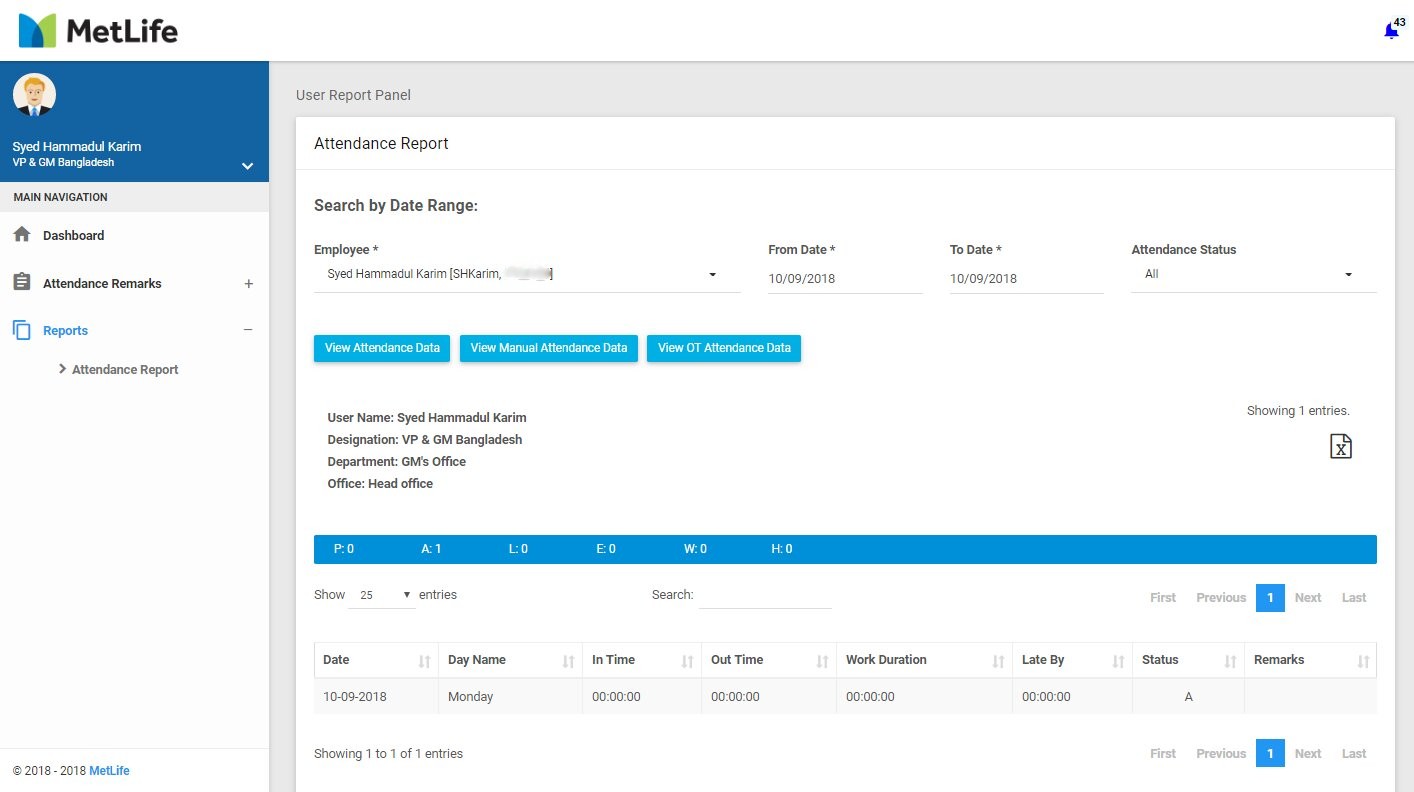 MetLife
43
Syed Hammadul Karim
VP & GM Bangladesh
MAIN NAVIGATION
Dashboard
Attendance Remarks +
Reports −
Attendance Report
© 2018 - 2018 MetLife
User Report Panel
Attendance Report
Search by Date Range:
Employee * From Date * To Date * Attendance Status
Syed Hammadul Karim [SHKarim, ] 10/09/2018 10/09/2018 All
View Attendance Data View Manual Attendance Data View OT Attendance Data
Showing 1 entries.
User Name: Syed Hammadul Karim
Designation: VP & GM Bangladesh
Department: GM's Office
Office: Head office
P: 0 A: 1 L: 0 E: 0 W: 0 H: 0
Show 25 entries Search: First Previous 1 Next Last
Date Day Name In Time Out Time Work Duration Late By Status Remarks
10-09-2018 Monday 00:00:00 00:00:00 00:00:00 00:00:00 A
Showing 1 to 1 of 1 entries First Previous 1 Next Last